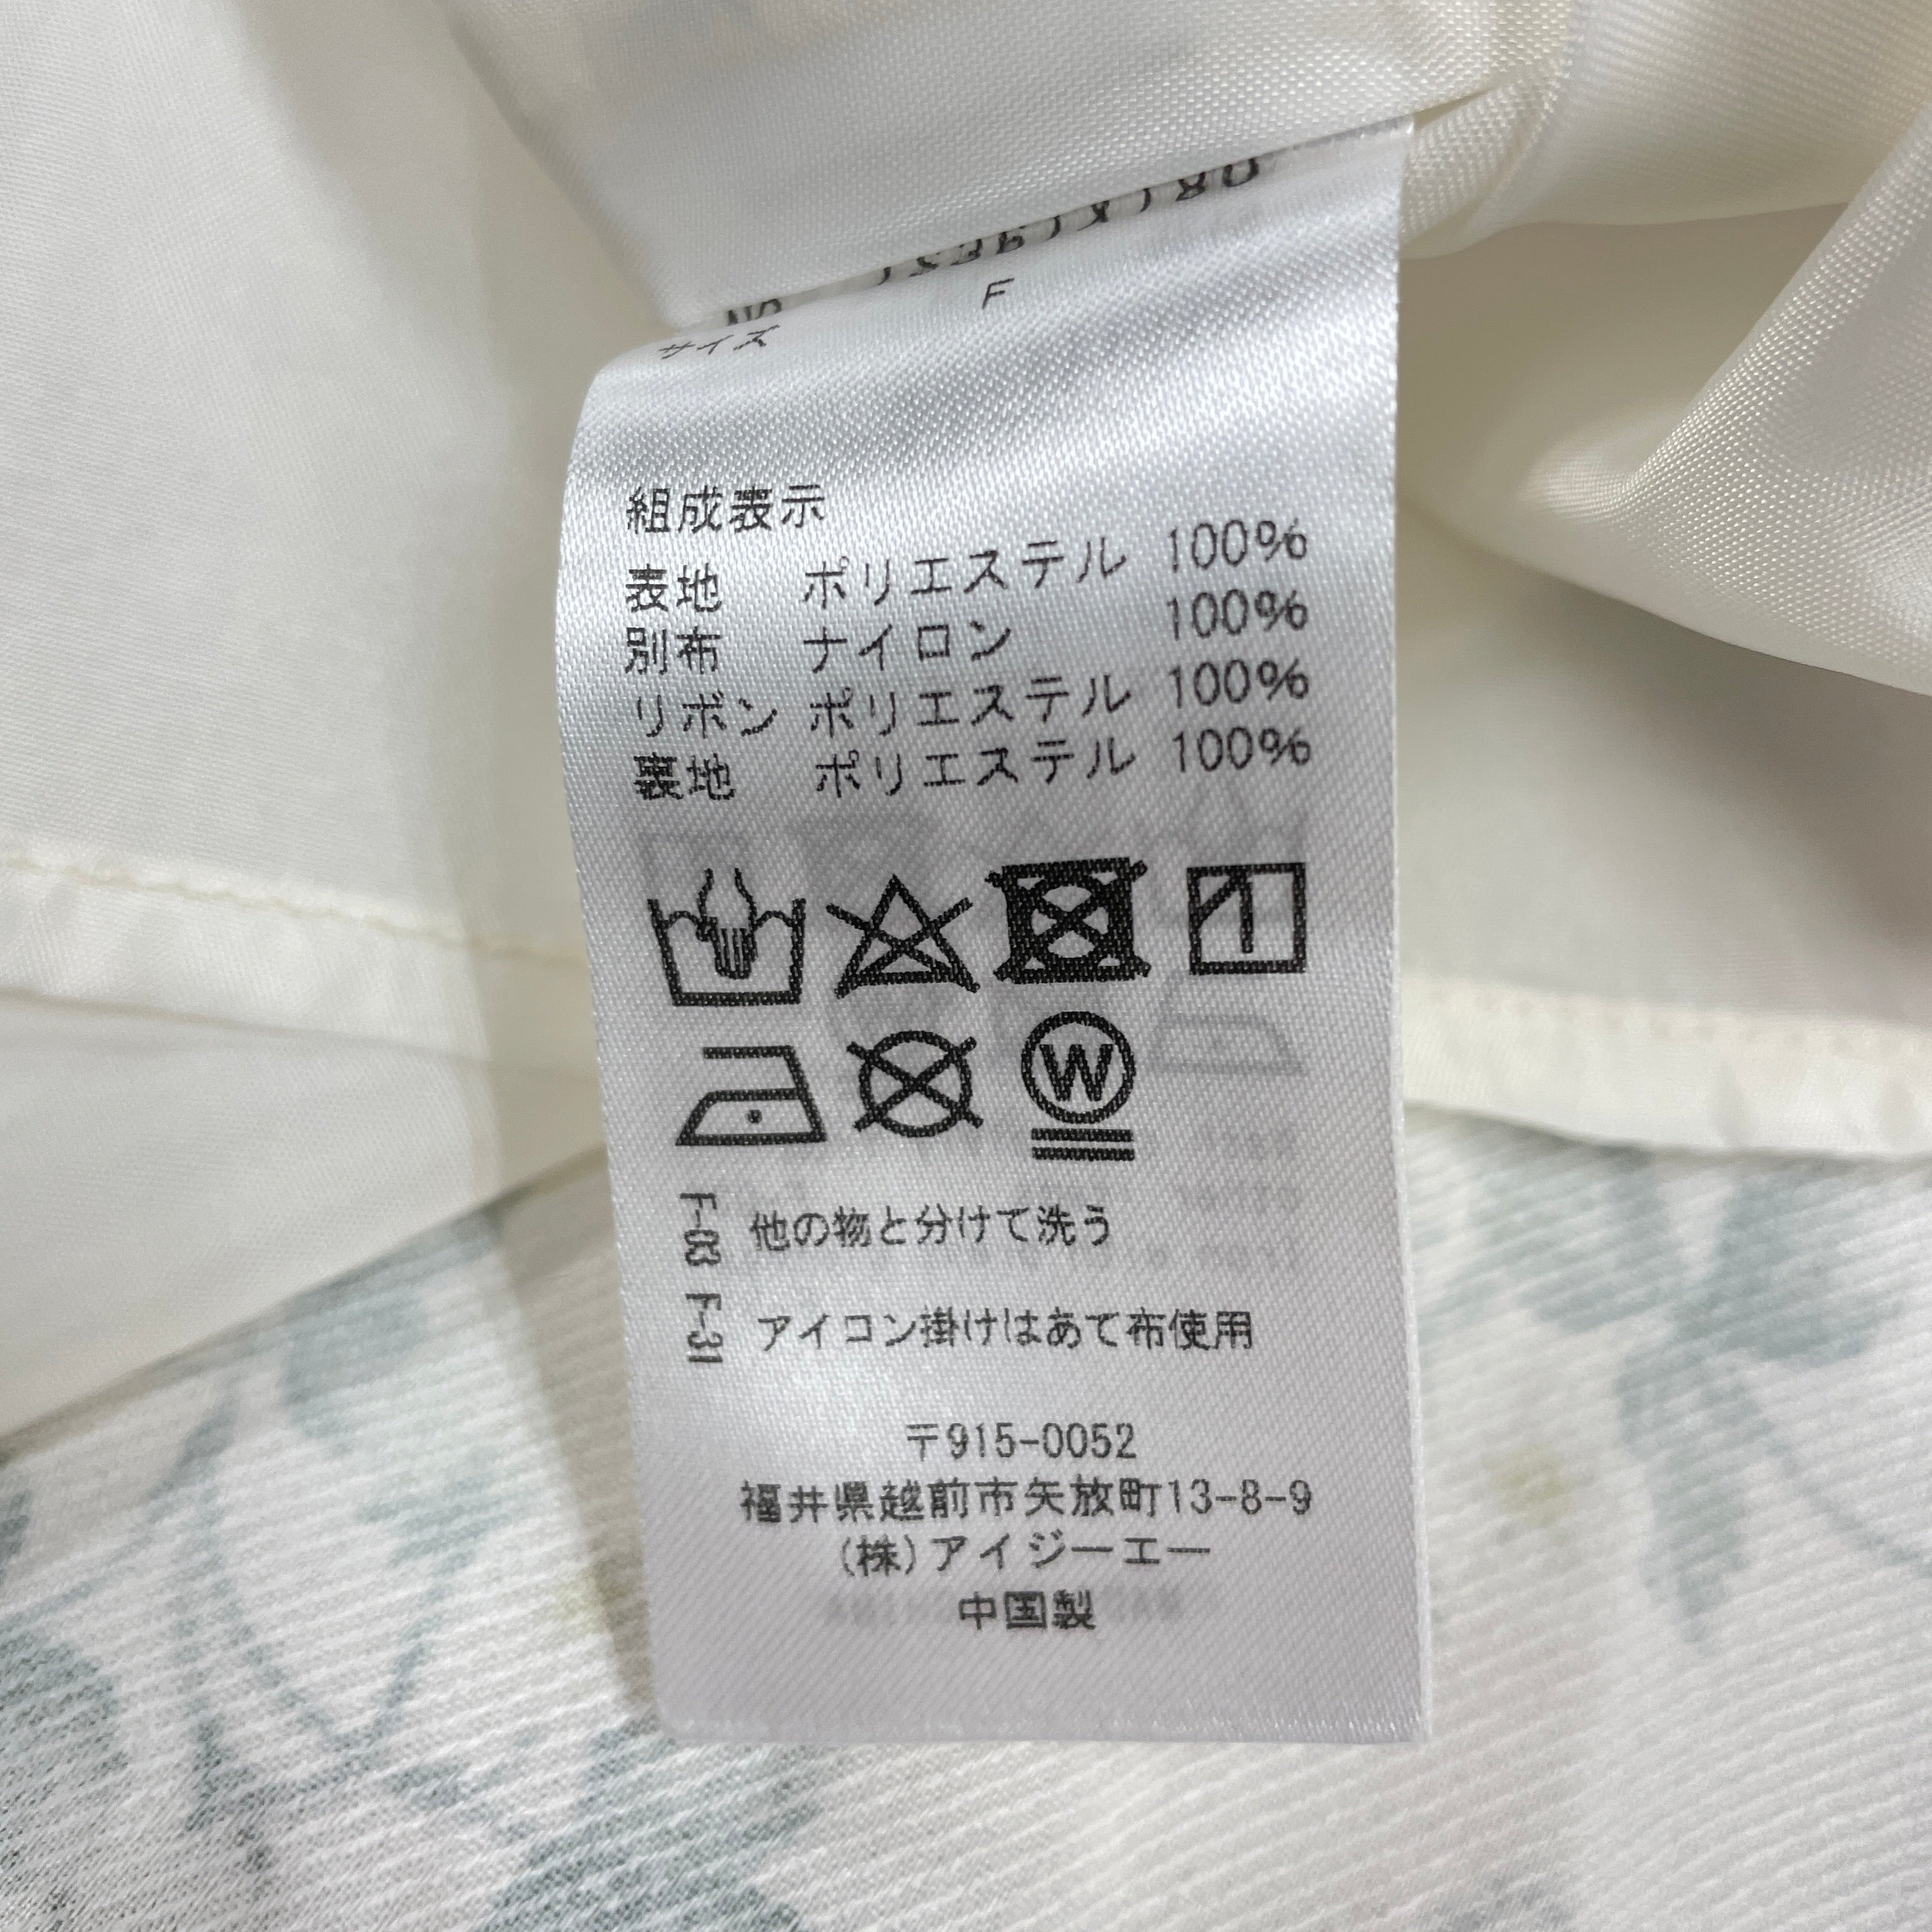 サイズ F
組成表示
表地 ポリエステル 100%
別布 ナイロン 100%
リボン ポリエステル 100%
裏地 ポリエステル 100%
W
F-03 他の物と分けて洗う
F-31 アイコン掛けはあて布使用
〒915-0052
福井県越前市矢放町13-8-9
(株)アイジーエー
中国製